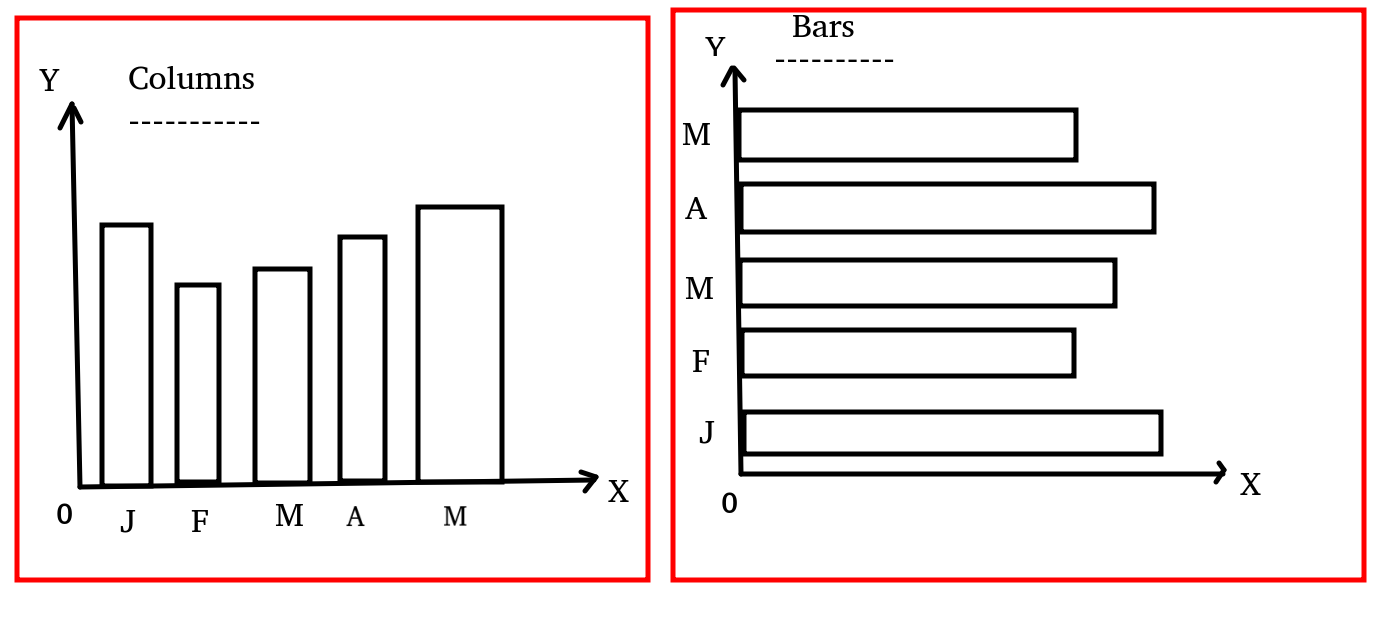 Columns
-----------
Y
0
J F M A M
X
Bars
----------
Y
M
A
M
F
J
0
X